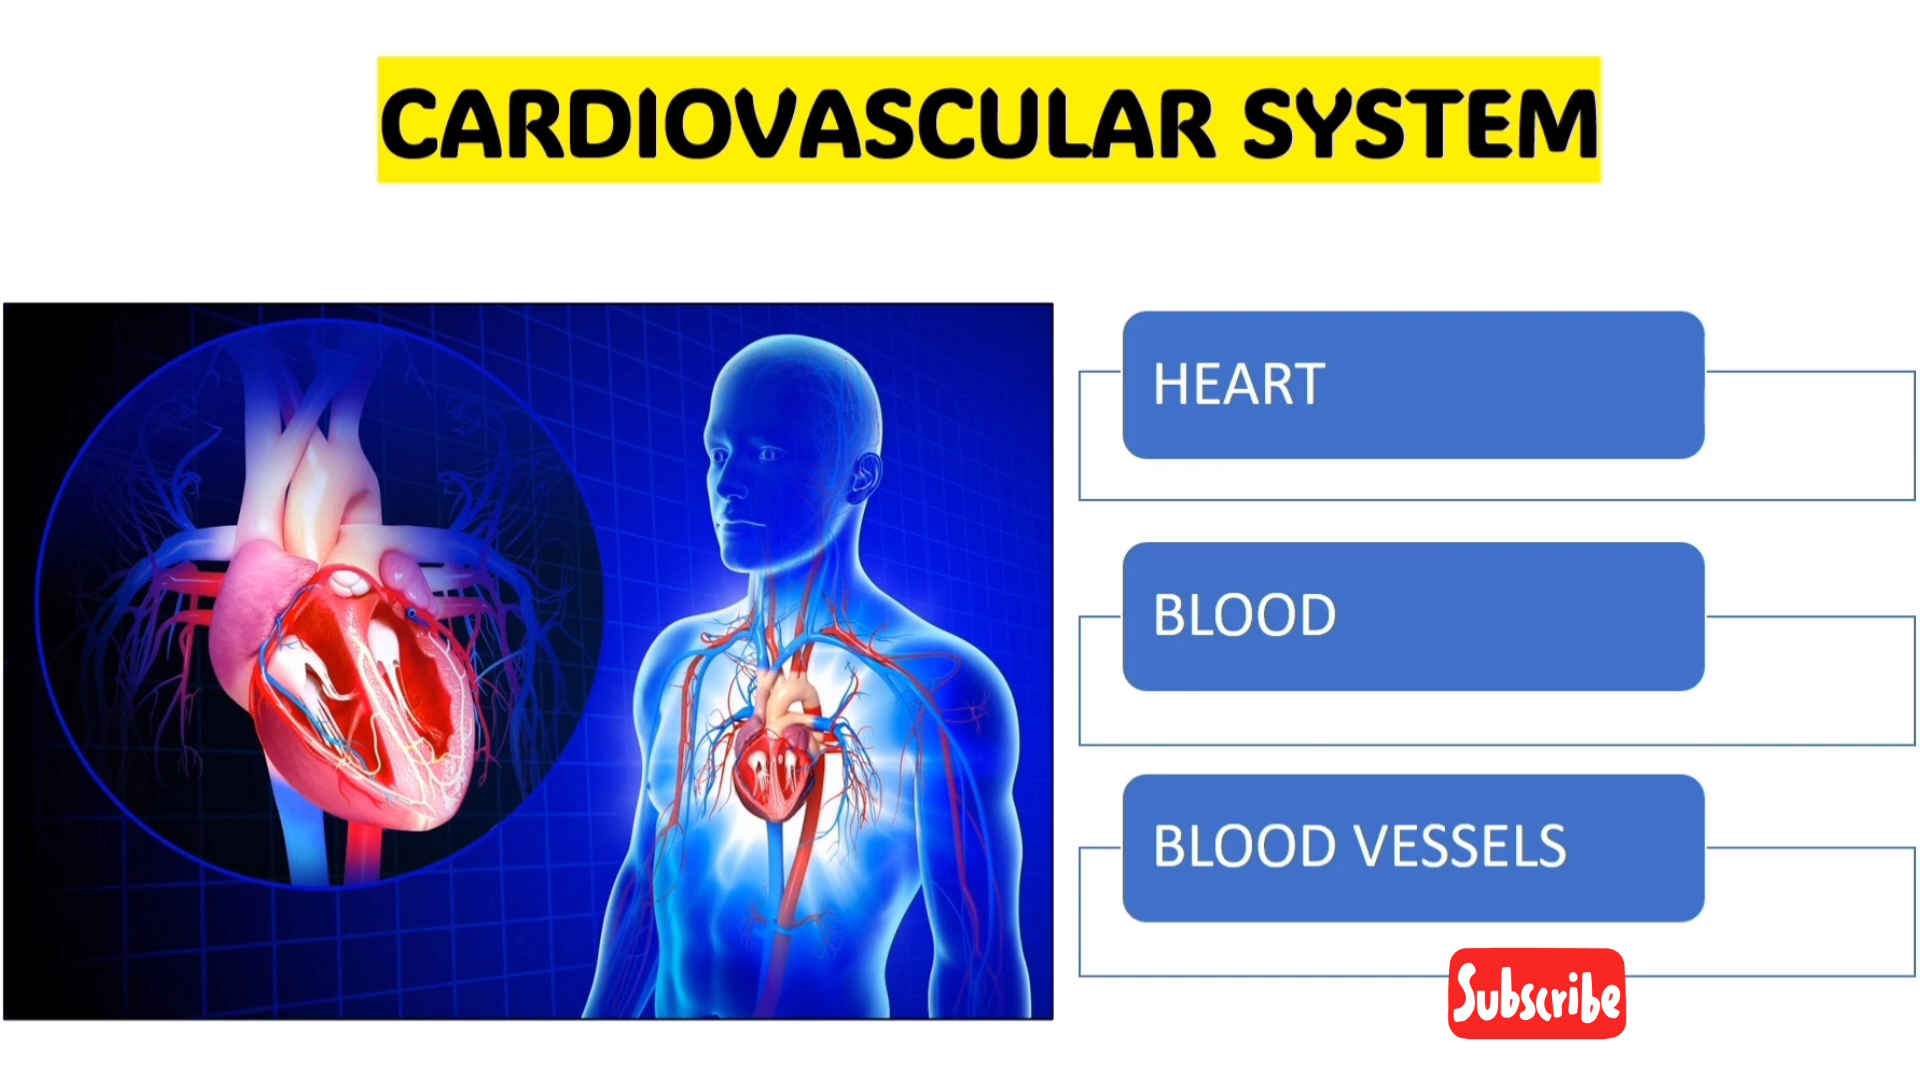 CARDIOVASCULAR SYSTEM
HEART
BLOOD
BLOOD VESSELS
Subscribe